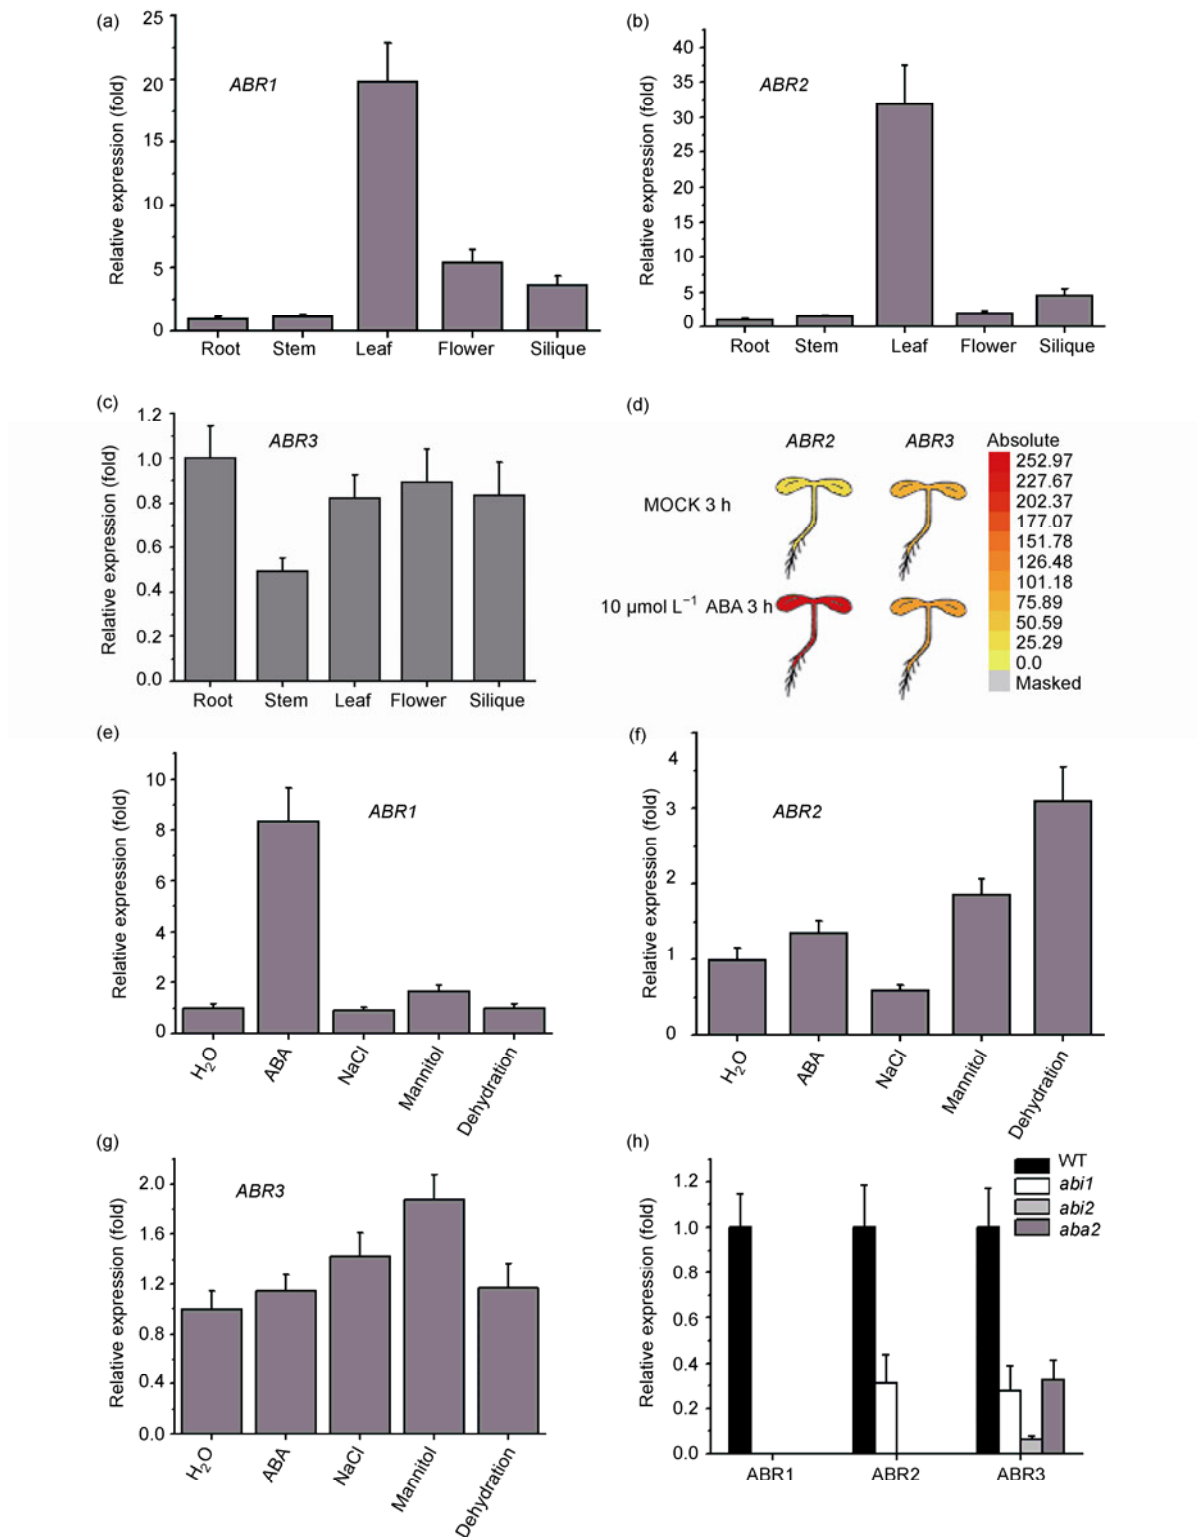 (a)
25
20
15
10
5
0
Relative expression (fold)
ABR1
Root Stem Leaf Flower Silique
(b)
40
35
30
25
20
15
10
5
0
Relative expression (fold)
ABR2
Root Stem Leaf Flower Silique
(c)
1.2
1.0
0.8
0.6
0.4
0.2
0.0
Relative expression (fold)
ABR3
Root Stem Leaf Flower Silique
(d)
ABR2 ABR3 Absolute
MOCK 3 h
10 μmol L⁻¹ ABA 3 h
252.97
227.67
202.37
177.07
151.78
126.48
101.18
75.89
50.59
25.29
0.0
Masked
(e)
10
8
6
4
2
0
Relative expression (fold)
ABR1
H₂O ABA NaCl Mannitol Dehydration
(f)
4
3
2
1
0
Relative expression (fold)
ABR2
H₂O ABA NaCl Mannitol Dehydration
(g)
2.0
1.6
1.2
0.8
0.4
0.0
Relative expression (fold)
ABR3
H₂O ABA NaCl Mannitol Dehydration
(h)
1.2
1.0
0.8
0.6
0.4
0.2
0.0
Relative expression (fold)
WT
abi1
abi2
aba2
ABR1 ABR2 ABR3